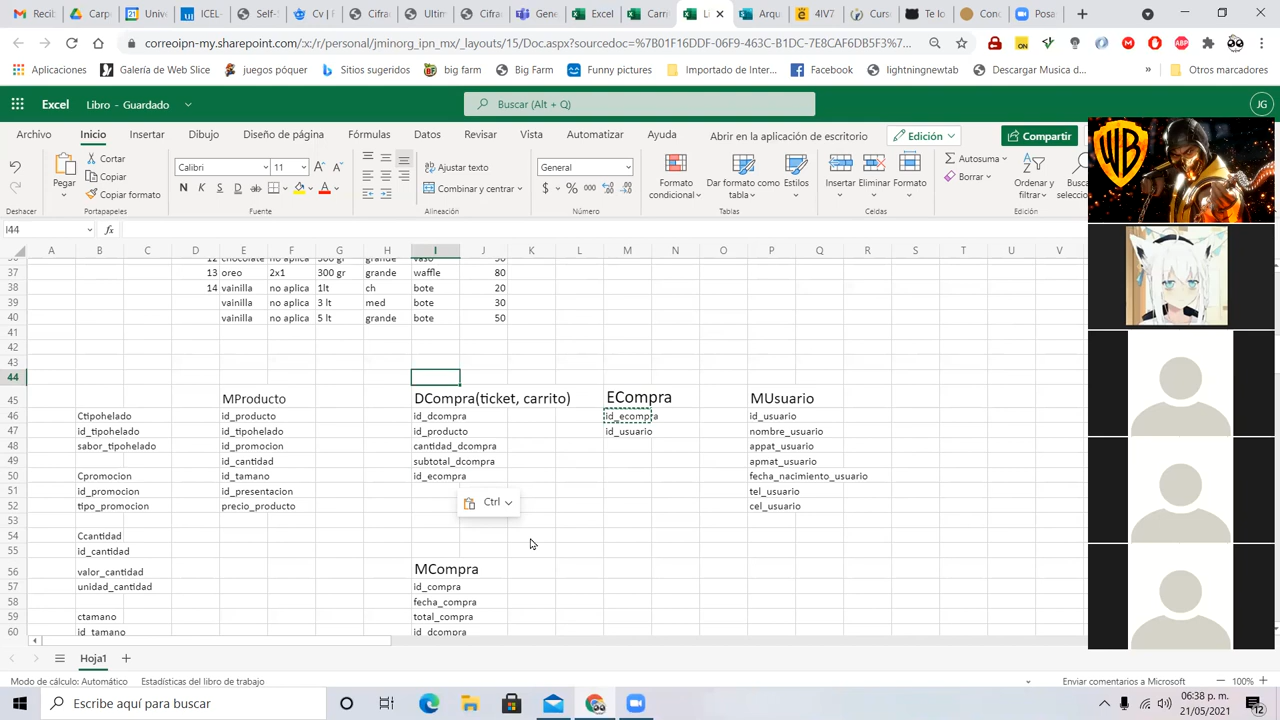 Recil
Calen
Unive
ICEL-
Self-
Cv I
Cifra
Ultim
Cifra
Gene
Excel
Carr
Li
Arqu
4IV
Curs
Te lo
Conc
Posa
correoipn-my.sharepoint.com/x:/r/personal/minorg_ipn_mx/_layouts/15/Doc.aspx?sourcedoc=%7B01F16DDF-06F9-463C-B1DC-7E8CAF6DB5F3%7...
Aplicaciones
Galería de Web Slice
juegos póquer
Sitios sugeridos
big farm
Big Farm
Funny pictures
Importado de Inter...
Facebook
lightningnewtab
Descargar Musica d...
»
Otros marcadores
Excel
Libro - Guardado
Buscar (Alt + Q)
JG
Archivo
Inicio
Insertar
Dibujo
Diseño de página
Fórmulas
Datos
Revisar
Vista
Automatizar
Ayuda
Abrir en la aplicación de escritorio
Edición
Compartir
Pegar
Cortar
Copiar
Copiar formato
Calibri
11
N K S D ab
Ajustar texto
Combinar y centrar
General
$ % 000
Formato condicional
Dar formato como tabla
Estilos
Insertar
Eliminar
Formato
Autosuma
Borrar
Ordenar y filtrar
Busca
selecci
Deshacer
Portapapeles
Fuente
Alineación
Número
Tablas
Celdas
Edición
I44
fx
A B C D E F G H I J K L M N O P Q R S T U V
37 13 oreo 2x1 300 gr grande waffle 80
38 14 vainilla no aplica 1lt ch bote 20
39 vainilla no aplica 3 lt med bote 30
40 vainilla no aplica 5 lt grande bote 50
41
42
43
44
45 MProducto DCompra(ticket, carrito) ECompra MUsuario
46 Ctipohelado id_producto id_dcompra id_ecompra id_usuario
47 id_tipohelado id_tipohelado id_producto id_usuario nombre_usuario
48 sabor_tipohelado id_promocion cantidad_dcompra appat_usuario
49 id_cantidad subtotal_dcompra apmat_usuario
50 Cpromocion id_tamano id_ecompra fecha_nacimiento_usuario
51 id_promocion id_presentacion tel_usuario
52 tipo_promocion precio_producto cel_usuario
Ctrl
53
54 Ccantidad
55 id_cantidad
56 valor_cantidad MCompra
57 unidad_cantidad id_compra
58 fecha_compra
59 ctamano total_compra
60 id_tamano id_dcompra
Hoja1
Modo de cálculo: Automático
Estadísticas del libro de trabajo
Enviar comentarios a Microsoft
100%
Escribe aquí para buscar
06:38 p. m.
21/05/2021
12
WB